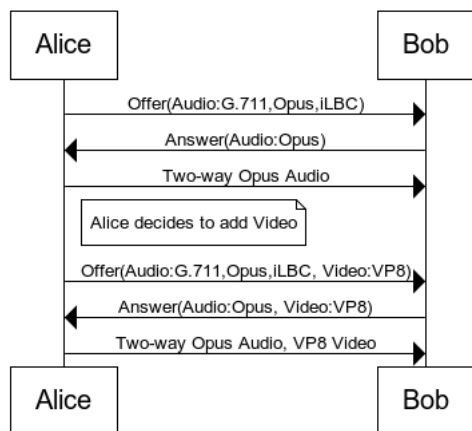 Alice Bob
Offer(Audio:G.711,Opus,iLBC)
Answer(Audio:Opus)
Two-way Opus Audio
Alice decides to add Video
Offer(Audio:G.711,Opus,iLBC, Video:VP8)
Answer(Audio:Opus, Video:VP8)
Two-way Opus Audio, VP8 Video
Alice Bob